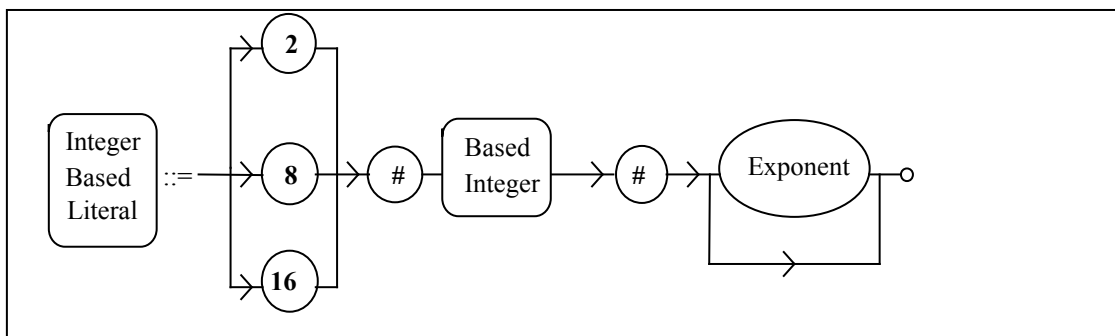 2
Integer
Based
Literal
::=
8
#
Based
Integer
#
Exponent
16